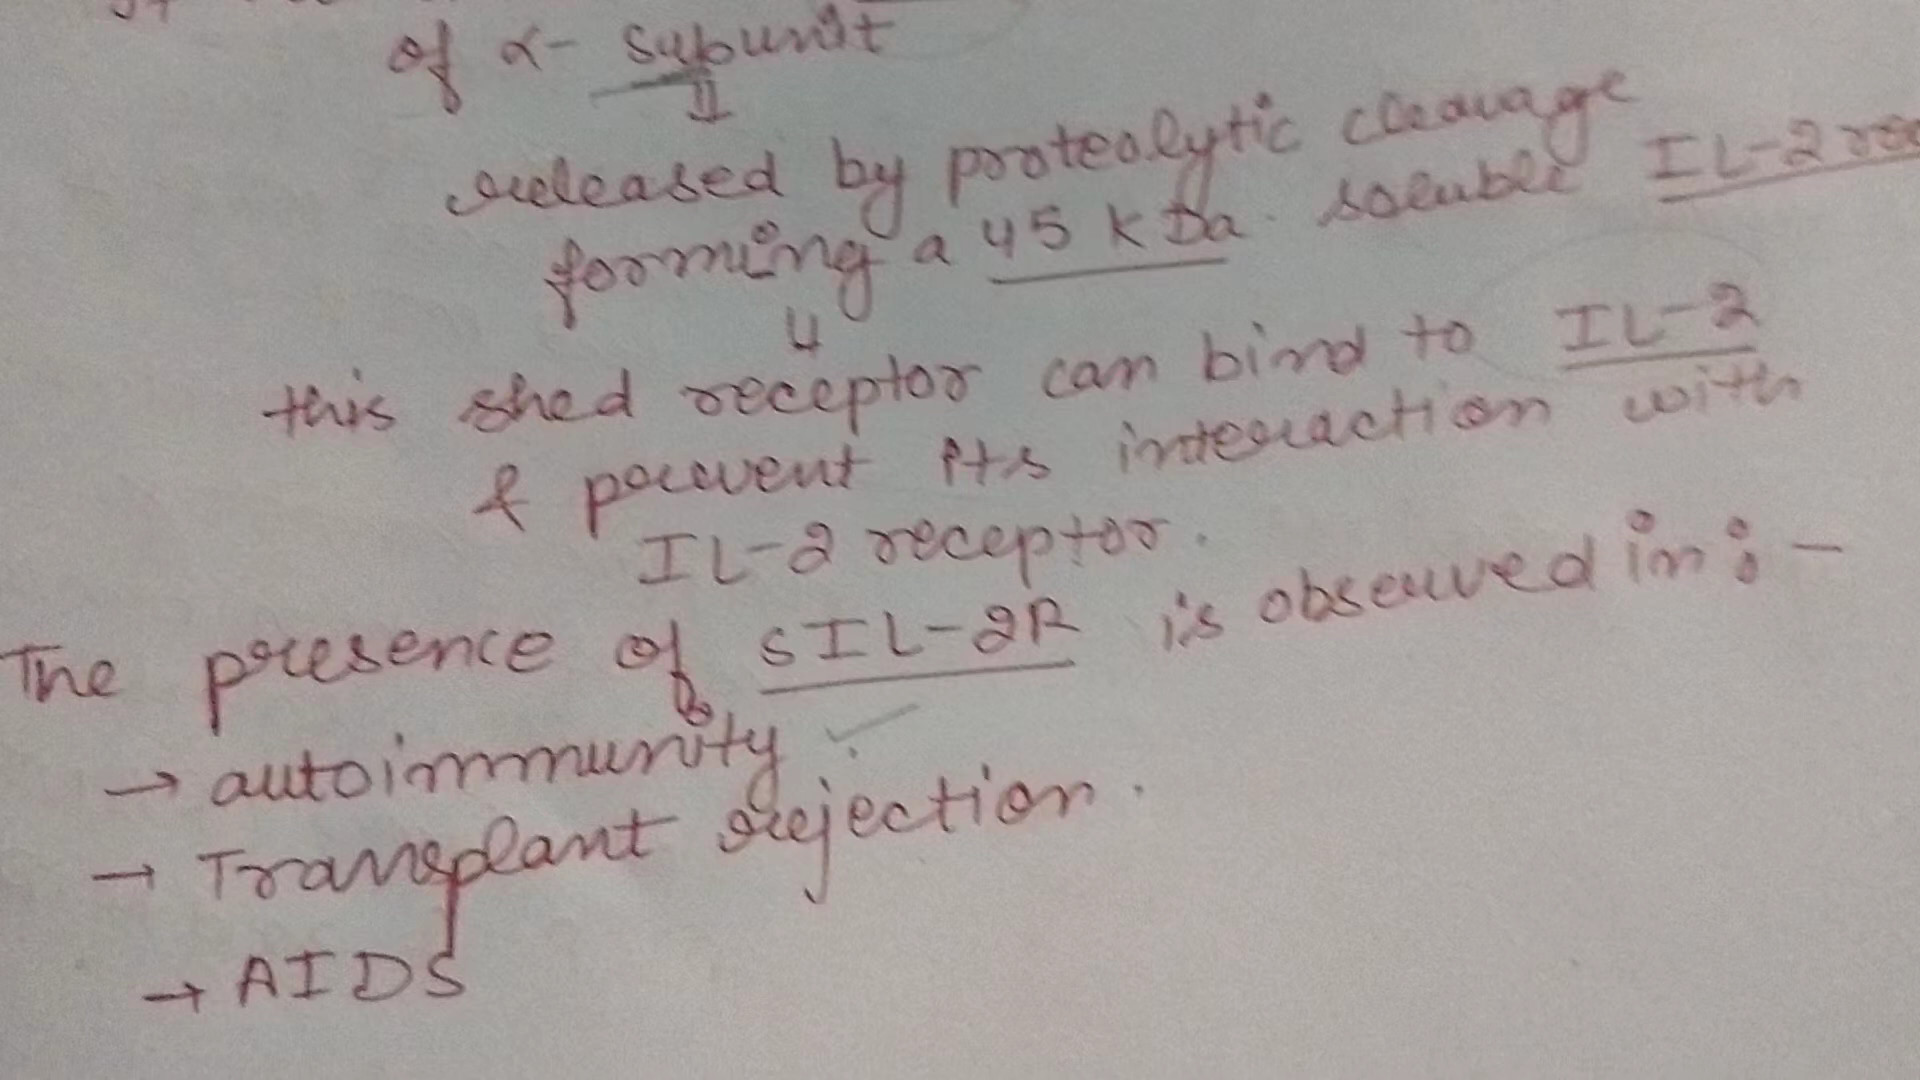 of α- subunit
released by proteolytic cleavage
forming a 45 kDa soluble IL-2 rec
this shed receptor can bind to IL-2
& prevent its interaction with
IL-2 receptor.
The presence of sIL-2R is observed in :-
→ autoimmunity
→ Transplant rejection.
→ AIDS